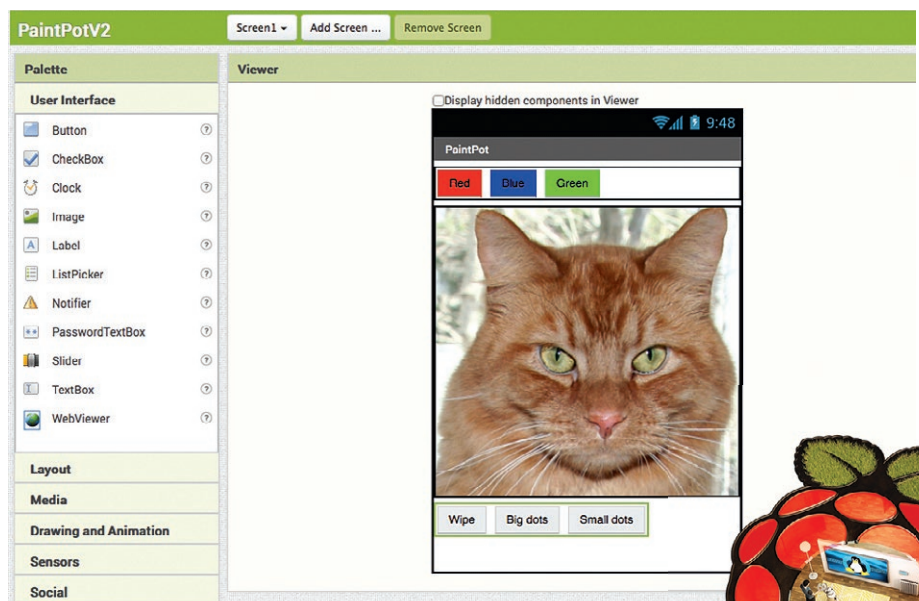 PaintPotV2
Screen1 Add Screen ... Remove Screen
Palette
Viewer
User Interface
Button
CheckBox
Clock
Image
Label
ListPicker
Notifier
PasswordTextBox
Slider
TextBox
WebViewer
Layout
Media
Drawing and Animation
Sensors
Social
Display hidden components in Viewer
9:48
PaintPot
Red Blue Green
Wipe Big dots Small dots